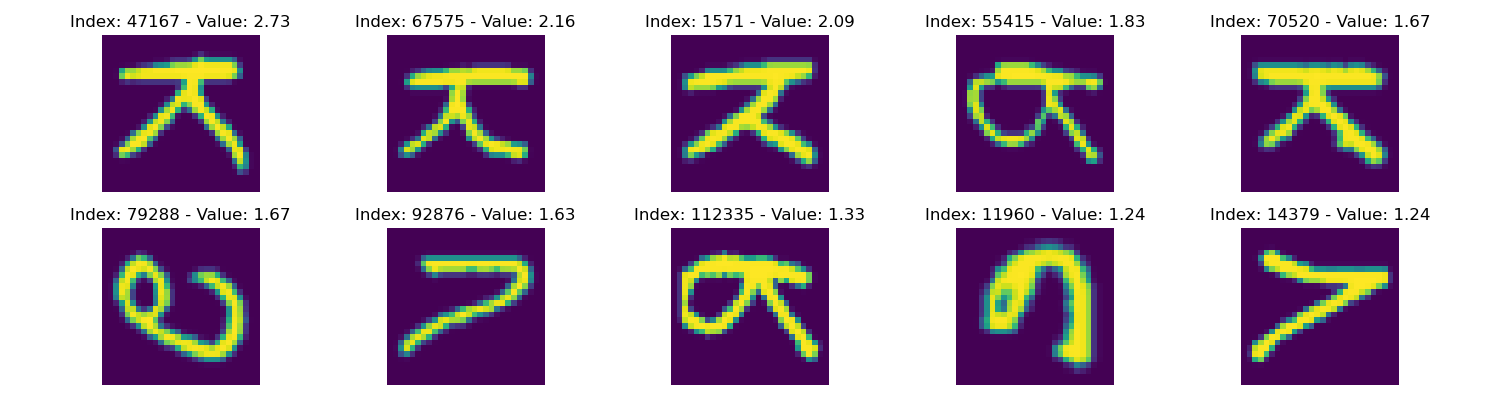 Index: 47167 - Value: 2.73
Index: 67575 - Value: 2.16
Index: 1571 - Value: 2.09
Index: 55415 - Value: 1.83
Index: 70520 - Value: 1.67
Index: 79288 - Value: 1.67
Index: 92876 - Value: 1.63
Index: 112335 - Value: 1.33
Index: 11960 - Value: 1.24
Index: 14379 - Value: 1.24